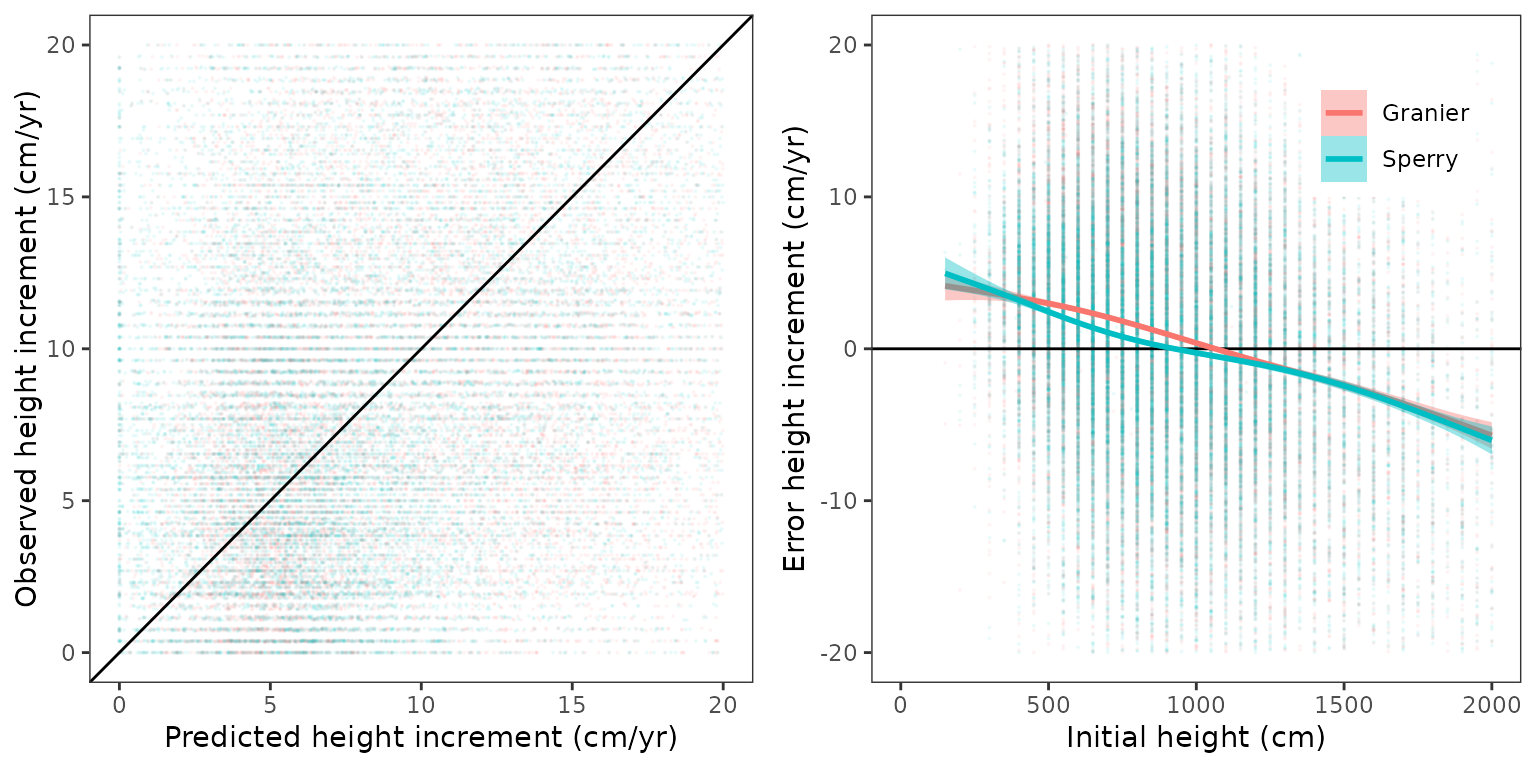 Observed height increment (cm/yr)
20
15
10
5
0
0 5 10 15 20
Predicted height increment (cm/yr)
Error height increment (cm/yr)
20
10
0
-10
-20
Granier
Sperry
0 500 1000 1500 2000
Initial height (cm)